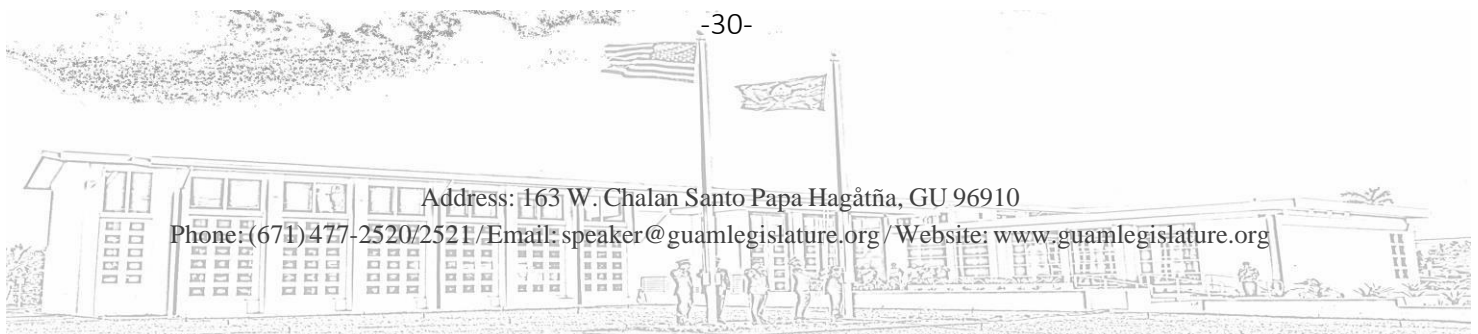 -30-
Address: 163 W. Chalan Santo Papa Hagåtña, GU 96910
Phone: (671) 477-2520/2521 / Email: speaker@guamlegislature.org / Website: www.guamlegislature.org